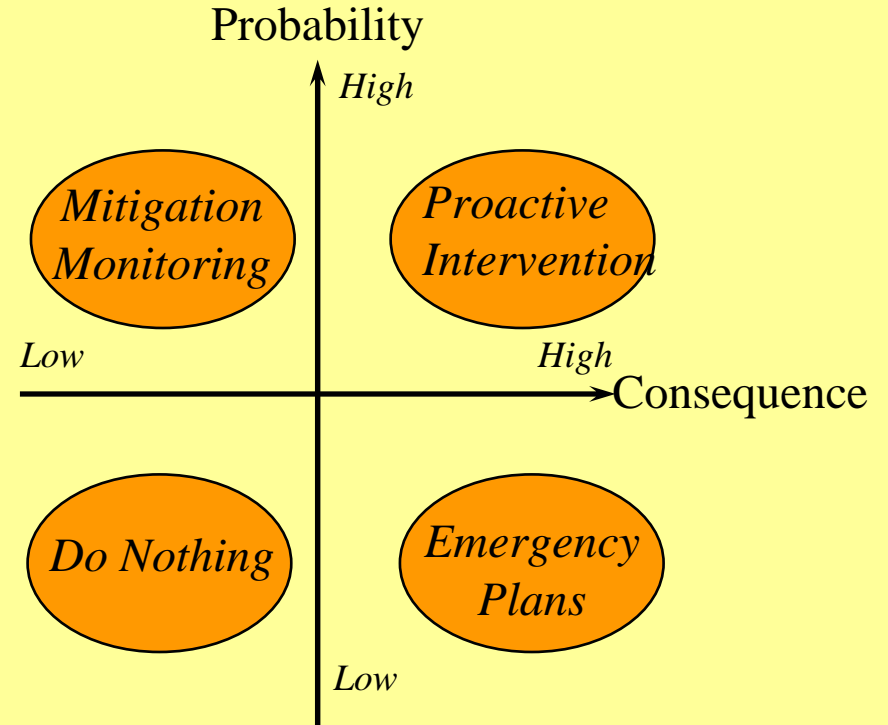 Probability
High
Mitigation
Monitoring
Proactive
Intervention
Low
High
Consequence
Do Nothing
Emergency
Plans
Low